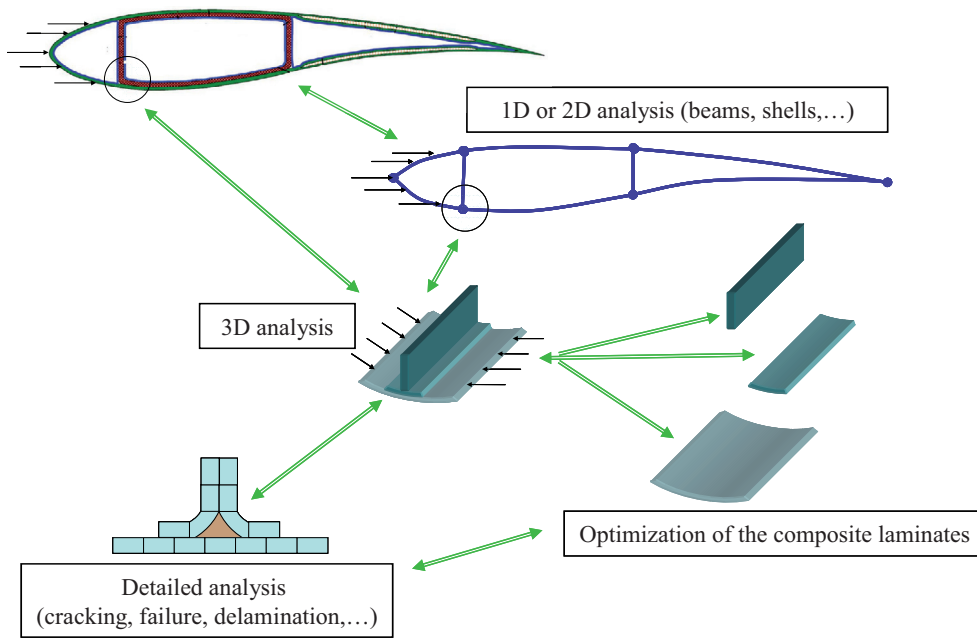 1D or 2D analysis (beams, shells,…)
3D analysis
Optimization of the composite laminates
Detailed analysis
(cracking, failure, delamination,…)